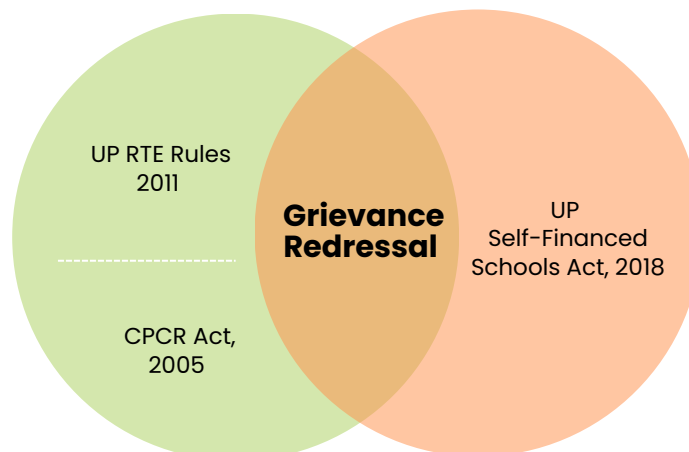 UP RTE Rules
2011
CPCR Act,
2005
Grievance
Redressal
UP
Self-Financed
Schools Act, 2018